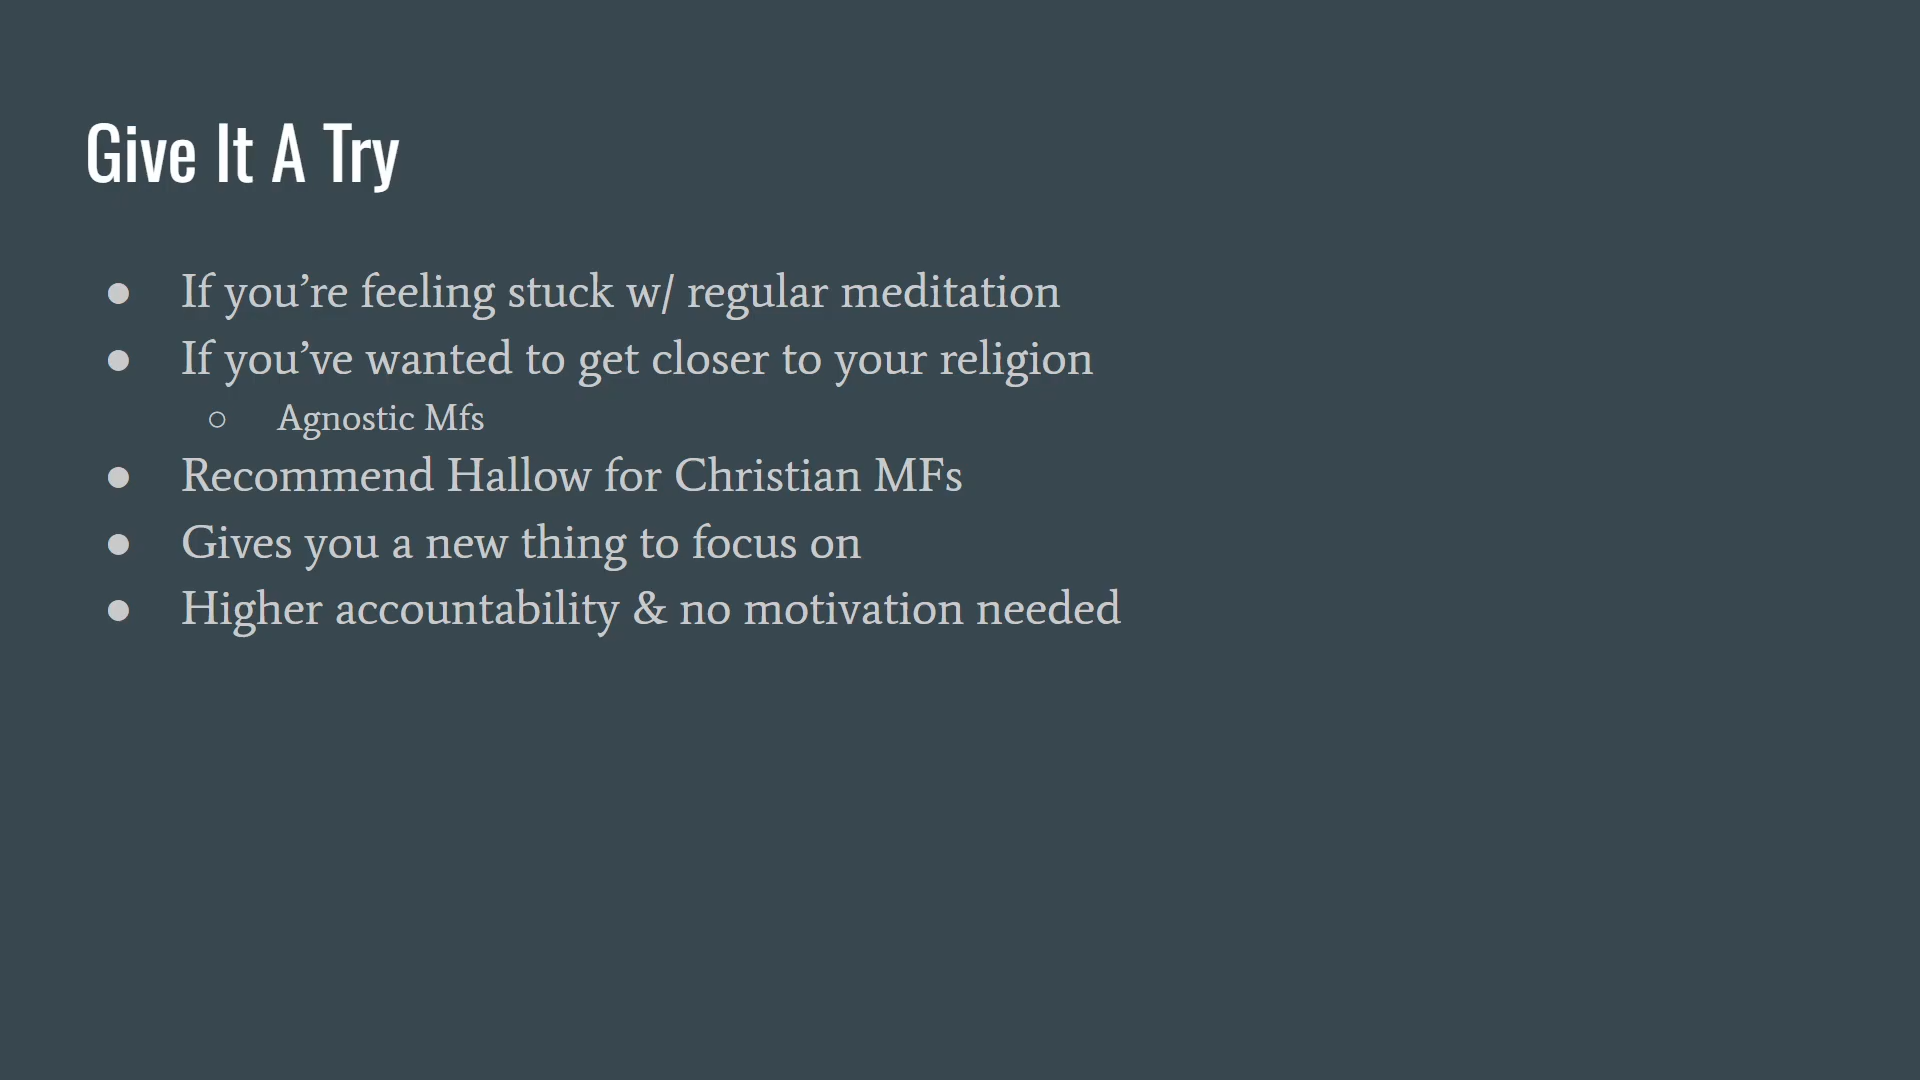 Give It A Try
● If you’re feeling stuck w/ regular meditation
● If you’ve wanted to get closer to your religion
○ Agnostic Mfs
● Recommend Hallow for Christian MFs
● Gives you a new thing to focus on
● Higher accountability & no motivation needed